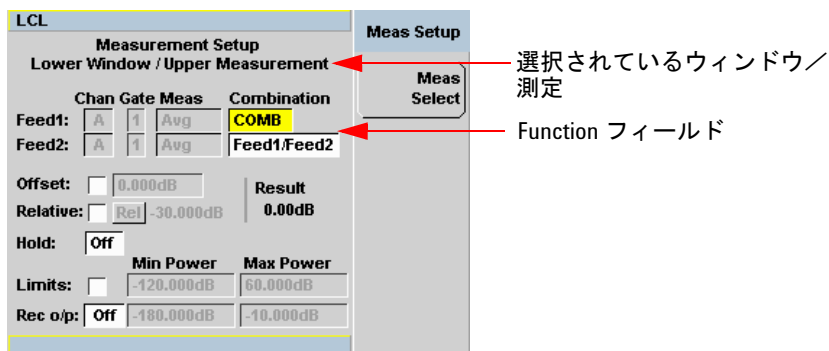 LCL
Meas Setup
Measurement Setup
Lower Window / Upper Measurement
選択されているウィンドウ／
測定
Meas
Select
Chan Gate Meas Combination
Feed1: A 1 Avg COMB
Function フィールド
Feed2: A 1 Avg Feed1/Feed2
Offset: 0.000dB
Result
Relative: Rel -30.000dB 0.00dB
Hold: Off
Min Power Max Power
Limits: -120.000dB 60.000dB
Rec o/p: Off -180.000dB -10.000dB